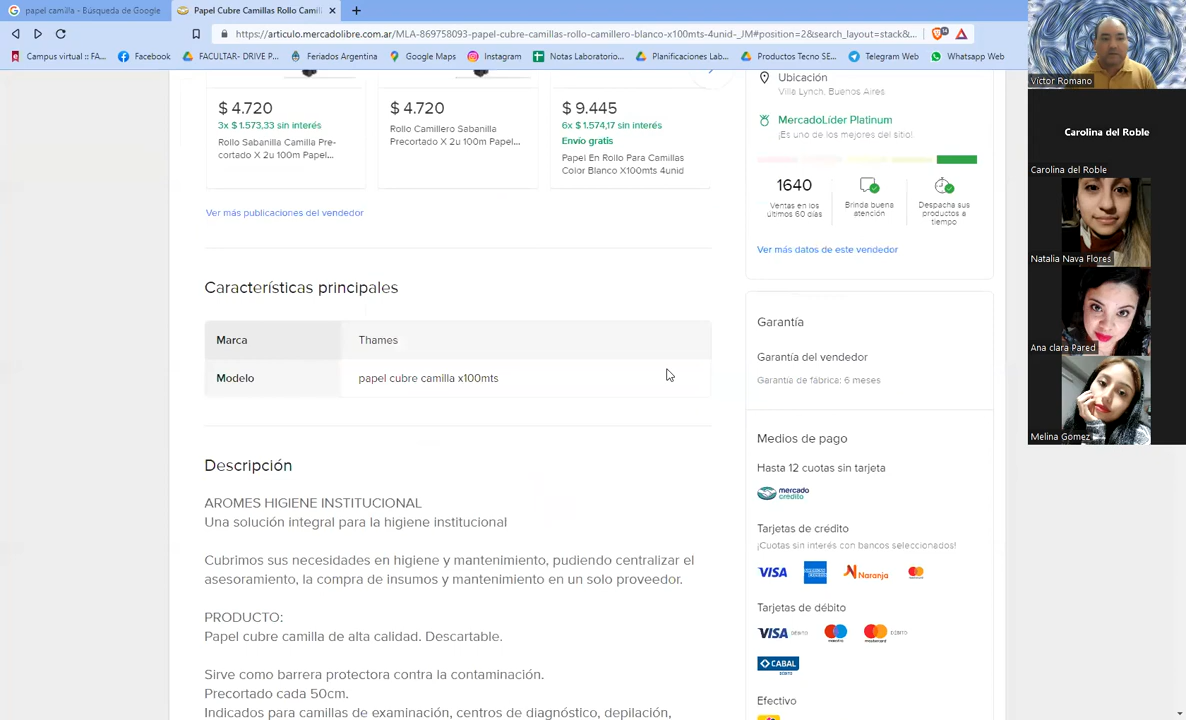 papel camilla - Búsqueda de Google
Papel Cubre Camillas Rollo Camil
https://articulo.mercadolibre.com.ar/MLA-869758093-papel-cubre-camillas-rollo-camillero-blanco-x100mts-4unid-_JM#position=2&search_layout=stack&...
14
Campus virtual :: FA...
Facebook
FACULTAR- DRIVE P...
Feriados Argentina
Google Maps
Instagram
Notas Laboratorio...
Planificaciones Lab...
Productos Tecno SE...
Telegram Web
Whatsapp Web
$ 4.720
3x $ 1.573,33 sin interés
Rollo Sabanilla Camilla Pre-
cortado X 2u 100m Papel...
$ 4.720
Rollo Camillero Sabanilla
Precortado X 2u 100m Papel...
$ 9.445
6x $ 1.574,17 sin interés
Envío gratis
Papel En Rollo Para Camillas
Color Blanco X100mts 4unid
Ver más publicaciones del vendedor
Características principales
Marca
Thames
Modelo
papel cubre camilla x100mts
Descripción
AROMES HIGIENE INSTITUCIONAL
Una solución integral para la higiene institucional
Cubrimos sus necesidades en higiene y mantenimiento, pudiendo centralizar el
asesoramiento, la compra de insumos y mantenimiento en un solo proveedor.
PRODUCTO:
Papel cubre camilla de alta calidad. Descartable.
Sirve como barrera protectora contra la contaminación.
Precortado cada 50cm.
Indicados para camillas de examinación, centros de diagnóstico, depilación,
Ubicación
Villa Lynch, Buenos Aires
MercadoLíder Platinum
¡Es uno de los mejores del sitio!
1640
Ventas en los
últimos 60 días
Brinda buena
atención
Despacha sus
productos a
tiempo
Ver más datos de este vendedor
Garantía
Garantía del vendedor
Garantía de fábrica: 6 meses
Medios de pago
Hasta 12 cuotas sin tarjeta
mercado
crédito
Tarjetas de crédito
¡Cuotas sin interés con bancos seleccionados!
VISA
Naranja
Tarjetas de débito
VISA DEBITO
DEBITO
CABAL
DEBITO
Efectivo
Víctor Romano
Carolina del Roble
Carolina del Roble
Natalia Nava Flores
Ana clara Pared
Melina Gomez